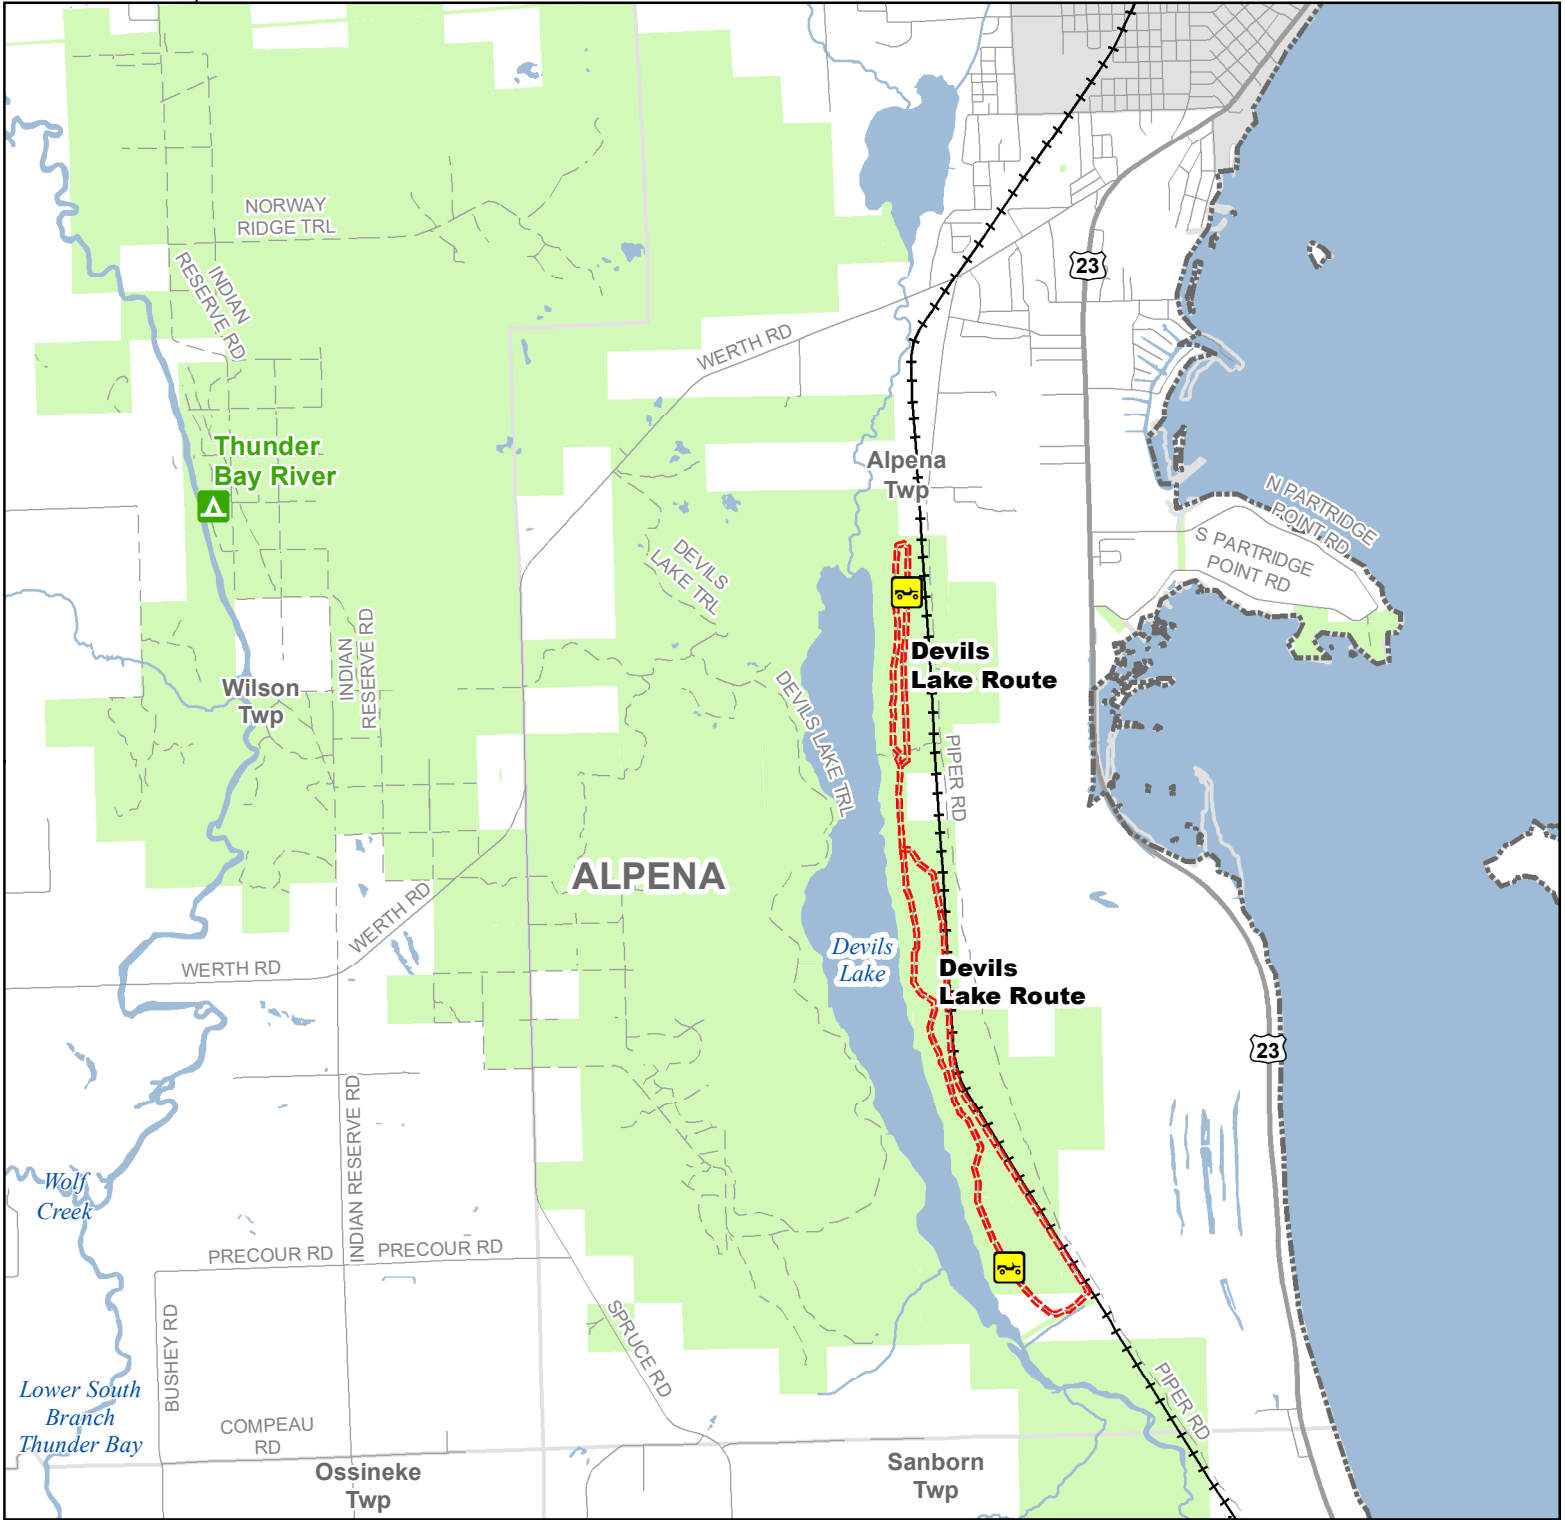 NORWAY
RIDGE TRL
INDIAN
RESERVE RD
23
WERTH RD
Thunder
Bay River
Alpena
Twp
N PARTRIDGE
POINT RD
S PARTRIDGE
POINT RD
DEVILS
LAKE TRL
Devils
Lake Route
INDIAN
RESERVE RD
Wilson
Twp
DEVILS LAKE TRL
PIPER RD
ALPENA
WERTH RD
Devils
Lake
WERTH RD
Devils
Lake Route
23
INDIAN RESERVE RD
Wolf
Creek
PRECOUR RD
PRECOUR RD
BUSHEY RD
SPRUCE RD
PIPER RD
Lower South
Branch
Thunder Bay
COMPEAU
RD
Ossineke
Twp
Sanborn
Twp